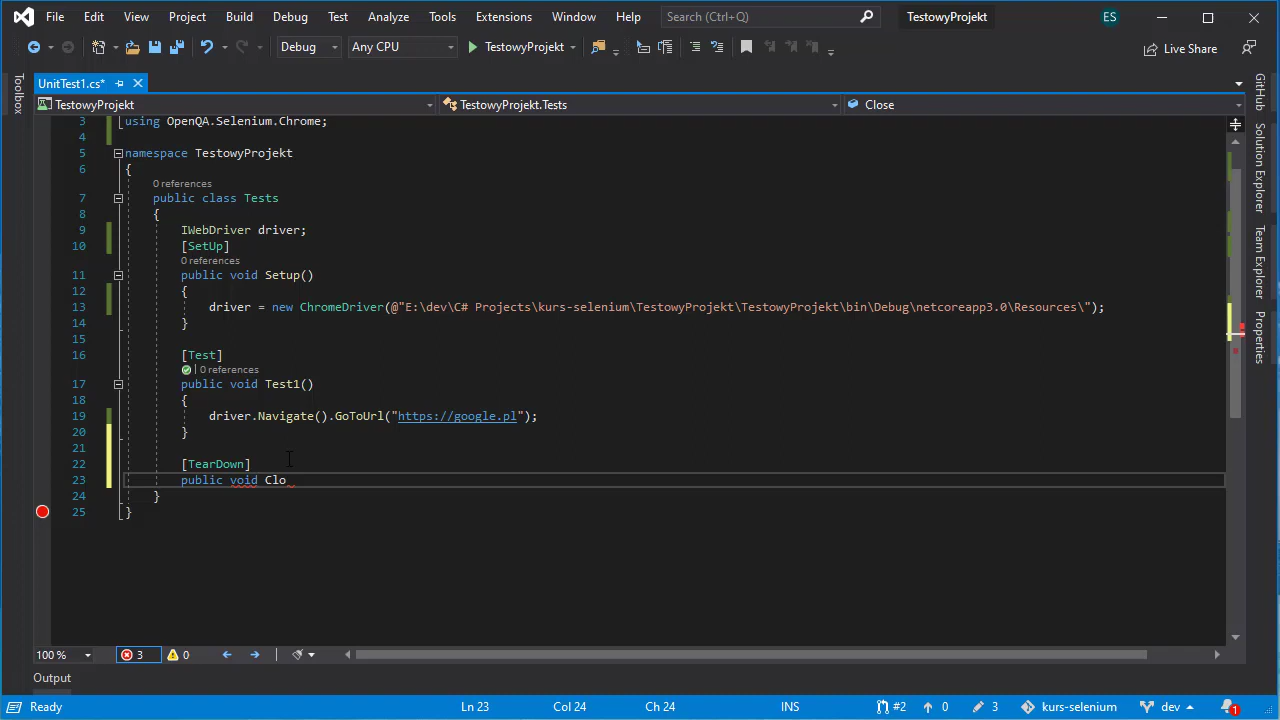 File Edit View Project Build Debug Test Analyze Tools Extensions Window Help Search (Ctrl+Q) TestowyProjekt ES
Debug Any CPU TestowyProjekt Live Share
UnitTest1.cs*
TestowyProjekt TestowyProjekt.Tests Close
Toolbox
GitHub
Solution Explorer
Team Explorer
Properties
3 using OpenQA.Selenium.Chrome;
4
5 namespace TestowyProjekt
6 {
0 references
7 public class Tests
8 {
9 IWebDriver driver;
10 [SetUp]
0 references
11 public void Setup()
12 {
13 driver = new ChromeDriver(@"E:\dev\C# Projects\kurs-selenium\TestowyProjekt\TestowyProjekt\bin\Debug\netcoreapp3.0\Resources\");
14 }
15
16 [Test]
| 0 references
17 public void Test1()
18 {
19 driver.Navigate().GoToUrl("https://google.pl");
20 }
21
22 [TearDown]
23 public void Clo
24 }
25 }
100 % 3 0
Output
Ready Ln 23 Col 24 Ch 24 INS #2 0 3 kurs-selenium dev 1